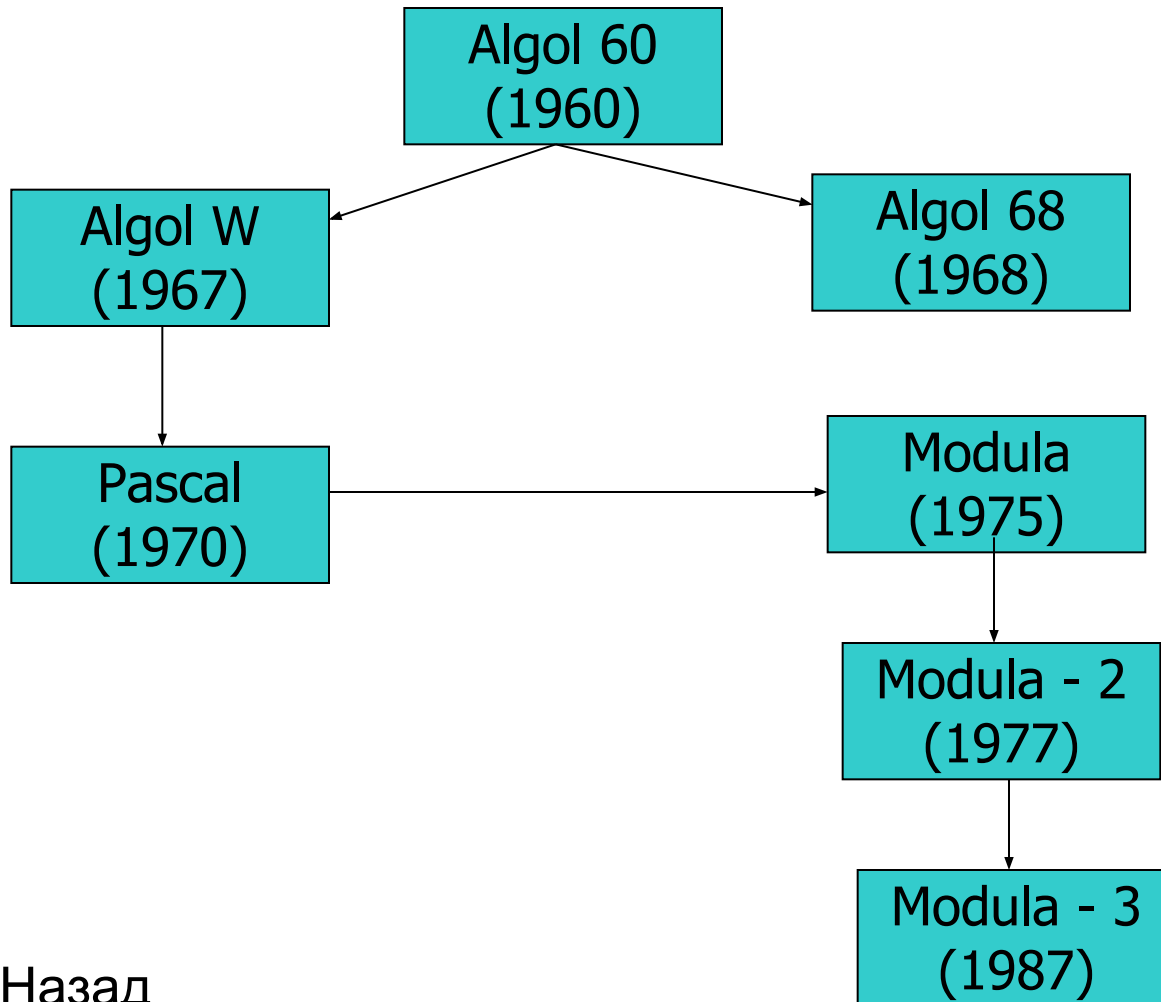 Algol 60
(1960)
Algol W
(1967)
Algol 68
(1968)
Pascal
(1970)
Modula
(1975)
Modula - 2
(1977)
Modula - 3
(1987)
Назад